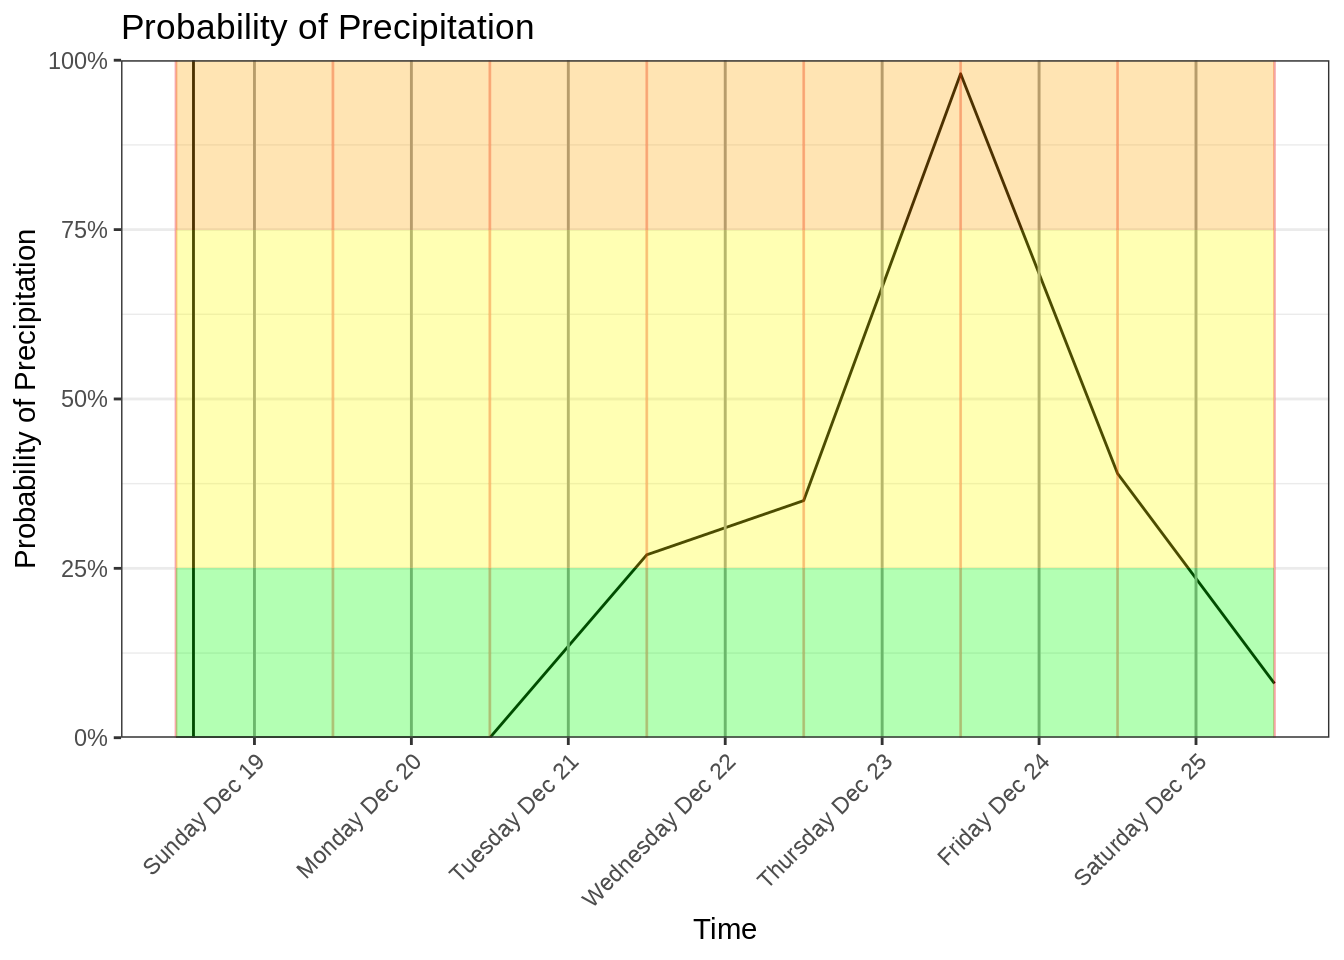 Probability of Precipitation
Probability of Precipitation
100%
75%
50%
25%
0%
Sunday Dec 19
Monday Dec 20
Tuesday Dec 21
Wednesday Dec 22
Thursday Dec 23
Friday Dec 24
Saturday Dec 25
Time